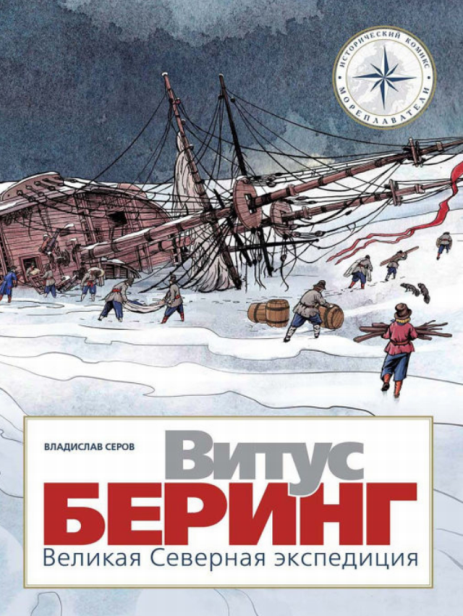 ИСТОРИЧЕСКИЙ КОМИКС
МОРЕПЛАВАТЕЛИ
ВЛАДИСЛАВ СЕРОВ
Витус
БЕРИНГ
Великая Северная экспедиция